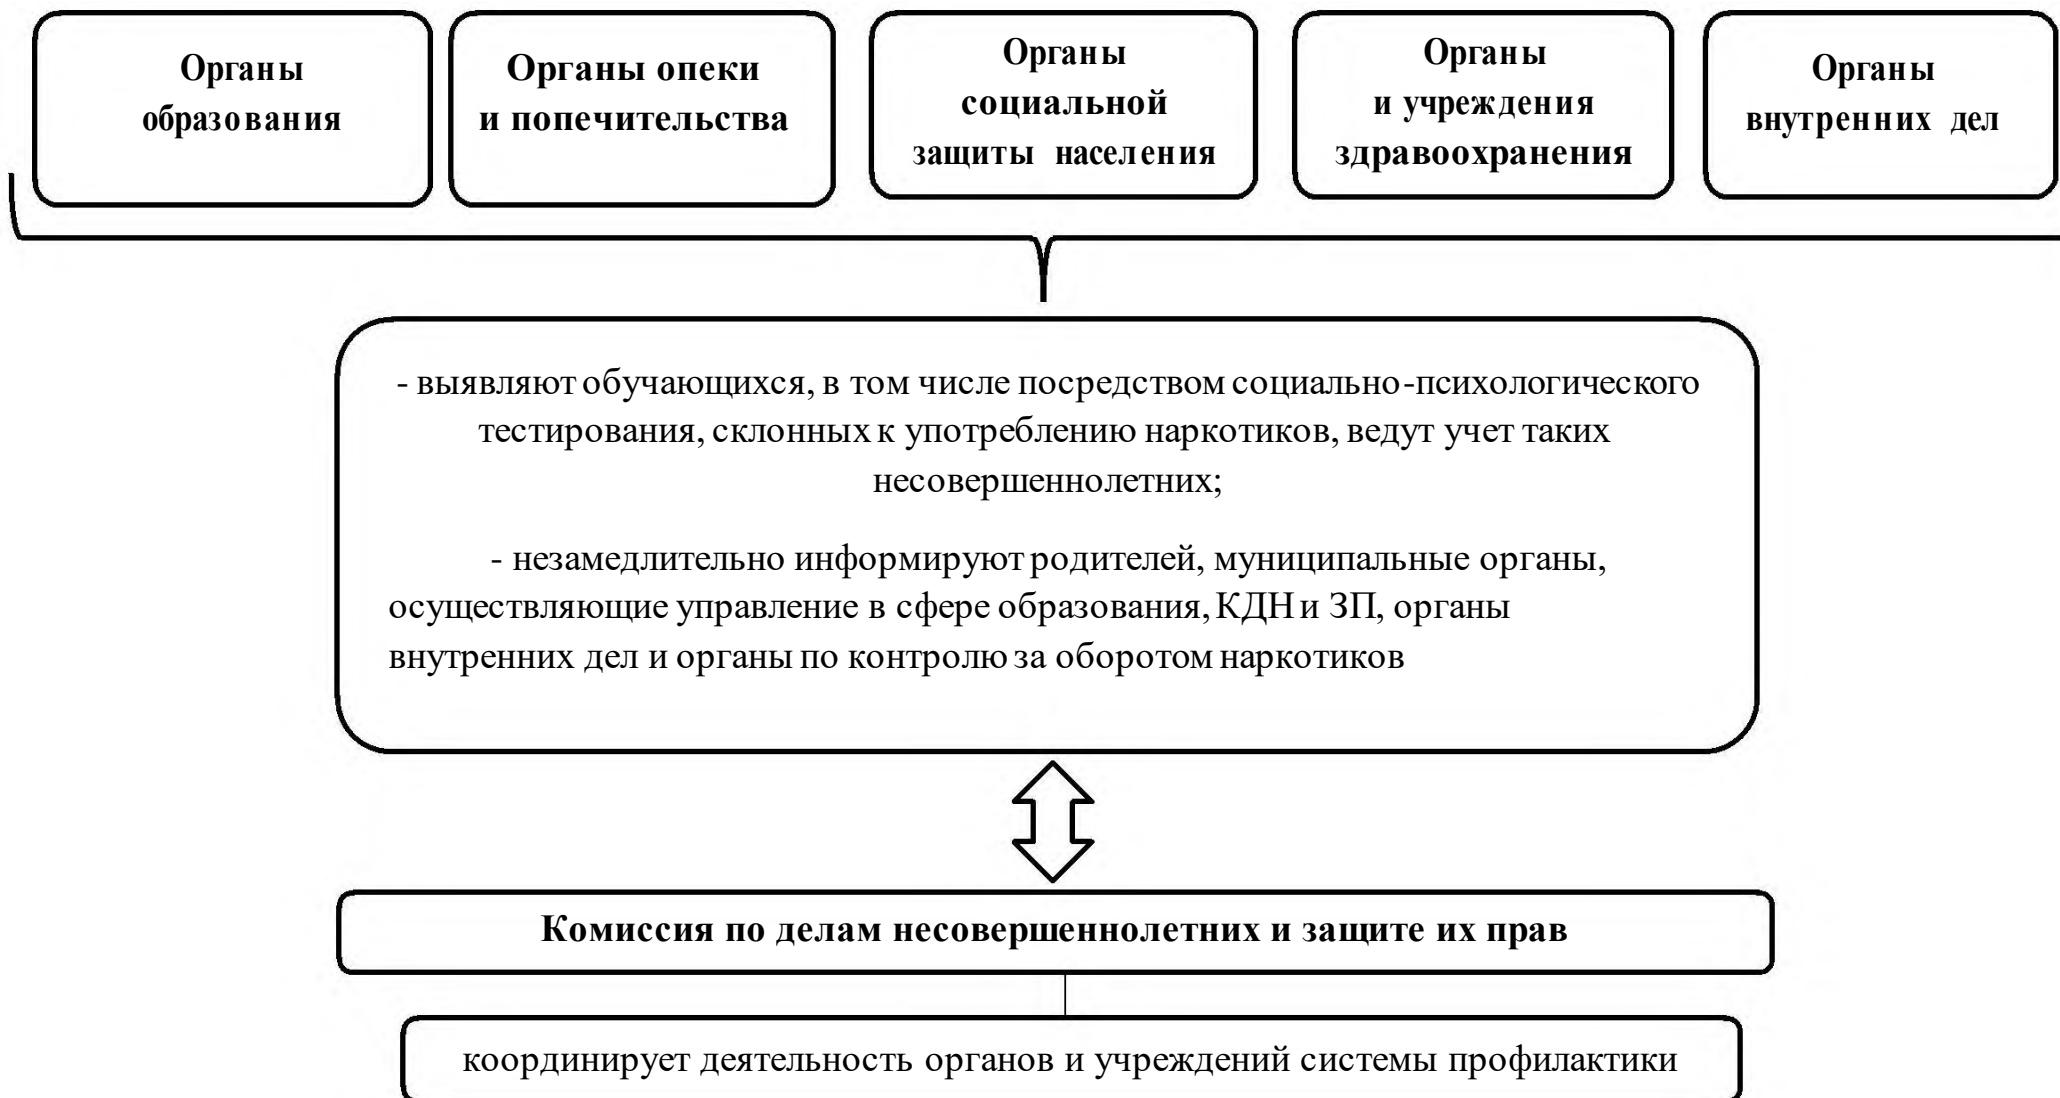 Органы
образования
Органы опеки
и попечительства
Органы
социальной
защиты населения
Органы
и учреждения
здравоохранения
Органы
внутренних дел
- выявляют обучающихся, в том числе посредством социально-психологического
тестирования, склонных к употреблению наркотиков, ведут учет таких
несовершеннолетних;
- незамедлительно информируют родителей, муниципальные органы,
осуществляющие управление в сфере образования, КДН и ЗП, органы
внутренних дел и органы по контролю за оборотом наркотиков
Комиссия по делам несовершеннолетних и защите их прав
координирует деятельность органов и учреждений системы профилактики